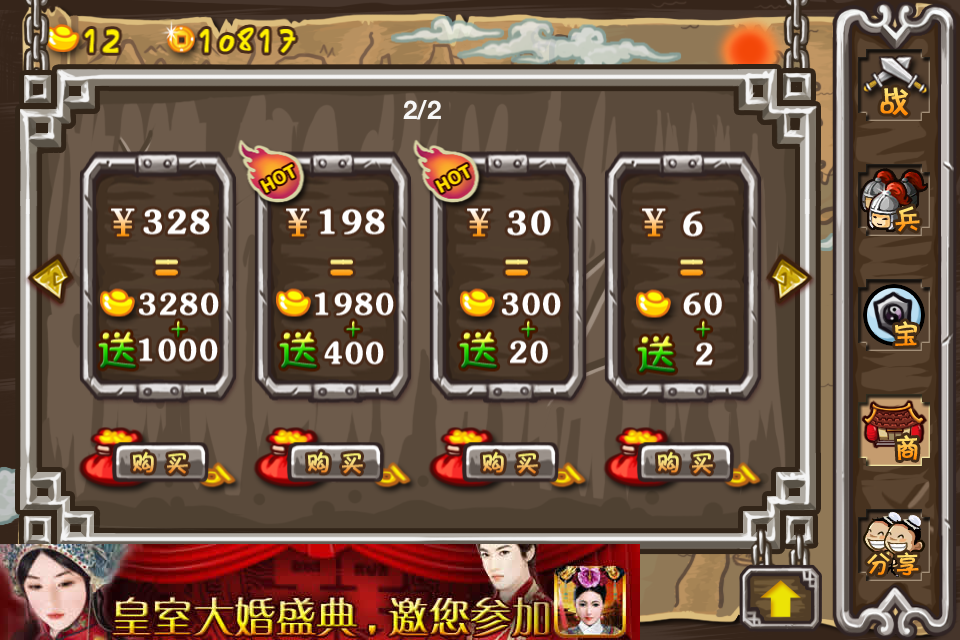 12 10817
2/2
HOT HOT
¥328 ¥198 ¥30 ¥6
= = = =
3280 1980 300 60
+ + + +
送1000 送400 送20 送2
购买 购买 购买 购买
战
兵
宝
商
分享
皇室大婚盛典，邀您参加